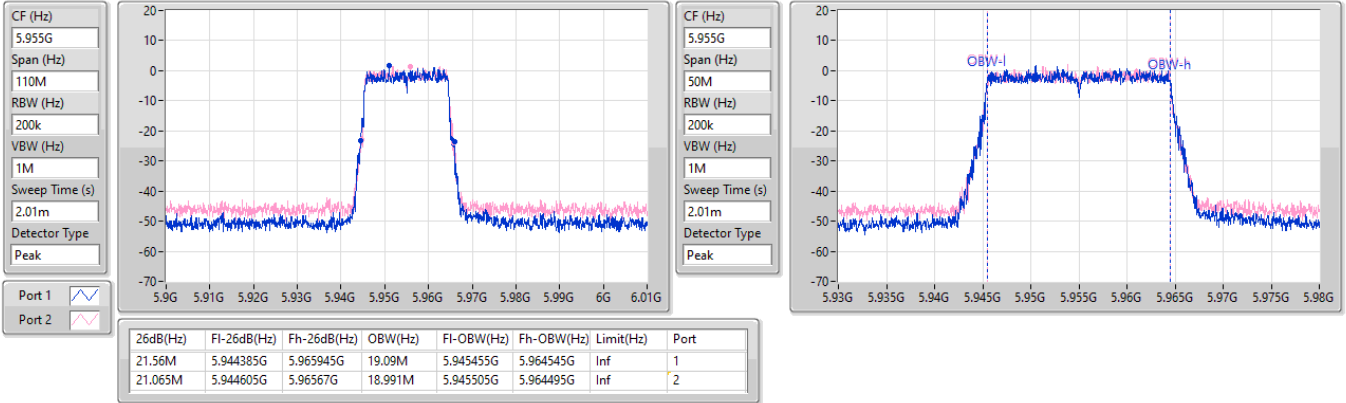 CF (Hz)
5.955G
Span (Hz)
110M
RBW (Hz)
200k
VBW (Hz)
1M
Sweep Time (s)
2.01m
Detector Type
Peak
Port 1
Port 2
20
10
0
-10
-20
-30
-40
-50
-60
-70
5.9G 5.91G 5.92G 5.93G 5.94G 5.95G 5.96G 5.97G 5.98G 5.99G 6G 6.01G
CF (Hz)
5.955G
Span (Hz)
50M
RBW (Hz)
200k
VBW (Hz)
1M
Sweep Time (s)
2.01m
Detector Type
Peak
20
10
0
-10
-20
-30
-40
-50
-60
-70
OBW-l OBW-h
5.93G 5.935G 5.94G 5.945G 5.95G 5.955G 5.96G 5.965G 5.97G 5.975G 5.98G
26dB(Hz) Fl-26dB(Hz) Fh-26dB(Hz) OBW(Hz) Fl-OBW(Hz) Fh-OBW(Hz) Limit(Hz) Port
21.56M 5.944385G 5.965945G 19.09M 5.945455G 5.964545G Inf 1
21.065M 5.944605G 5.96567G 18.991M 5.945505G 5.964495G Inf 2